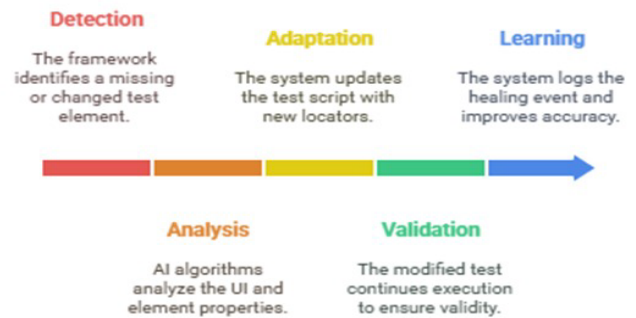 Detection
The framework
identifies a missing
or changed test
element.
Analysis
AI algorithms
analyze the UI and
element properties.
Adaptation
The system updates
the test script with
new locators.
Validation
The modified test
continues execution
to ensure validity.
Learning
The system logs the
healing event and
improves accuracy.